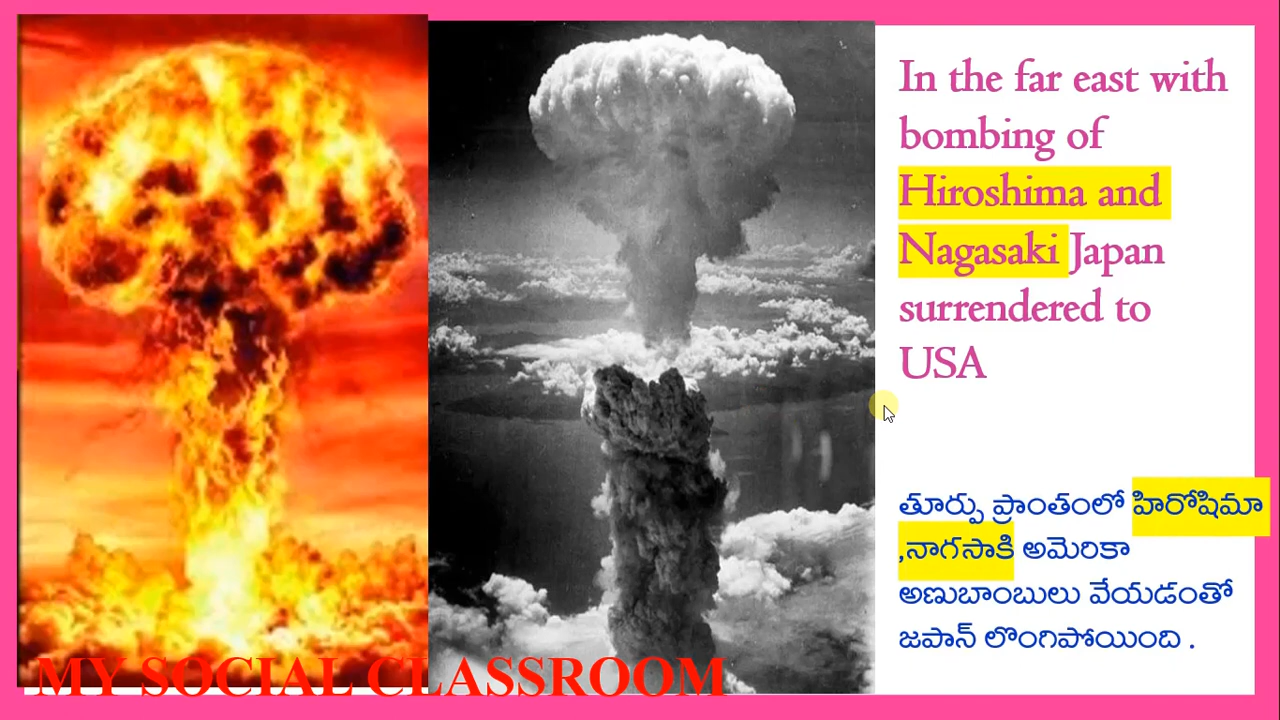 In the far east with
bombing of
Hiroshima and
Nagasaki Japan
surrendered to
USA
తూర్పు ప్రాంతంలో హిరోషిమా
,నాగసాకి అమెరికా
అణుబాంబులు వేయడంతో
జపాన్ లొంగిపోయింది .
MY SOCIAL CLASSROOM